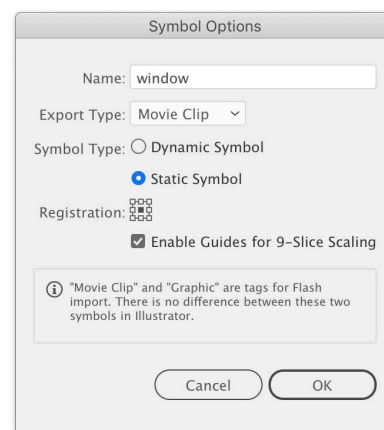 Symbol Options
Name: window
Export Type: Movie Clip
Symbol Type: Dynamic Symbol
Static Symbol
Registration:
Enable Guides for 9-Slice Scaling
"Movie Clip" and "Graphic" are tags for Flash
import. There is no difference between these two
symbols in Illustrator.
Cancel OK